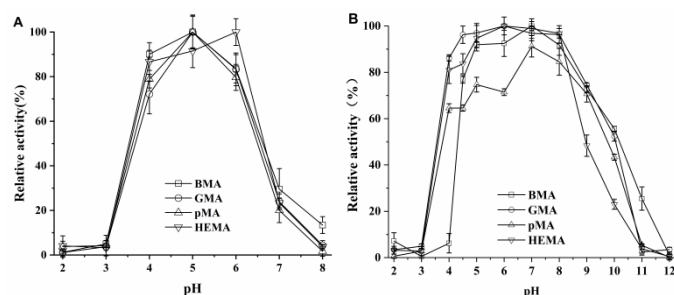 A
Relative activity(%)
100
80
60
40
20
0
BMA
GMA
pMA
HEMA
2 3 4 5 6 7 8
pH
B
Relative activity (%)
100
80
60
40
20
0
BMA
GMA
pMA
HEMA
2 3 4 5 6 7 8 9 10 11 12
pH